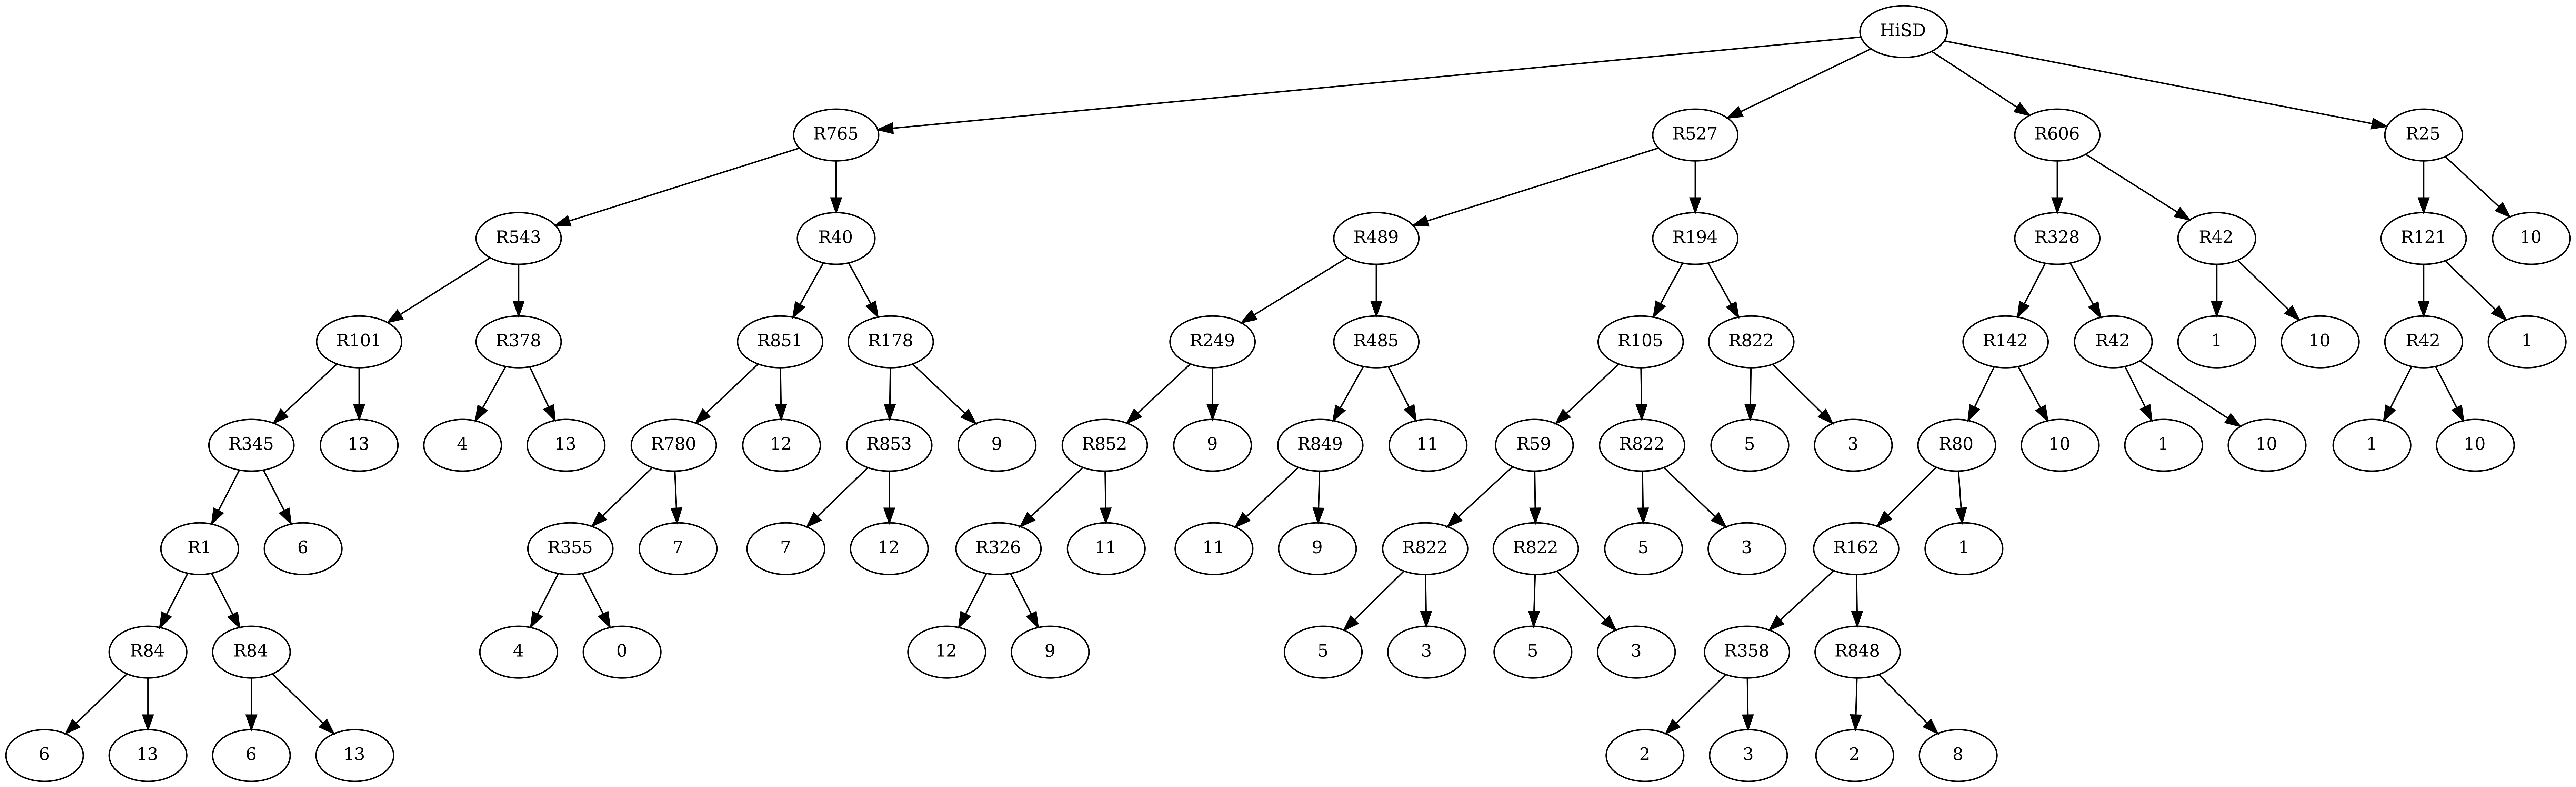 HiSD
R765 R527 R606 R25
R543 R40 R489 R194 R328 R42 R121 10
R101 R378 R851 R178 R249 R485 R105 R822 R142 R42 1 10 R42 1
R345 13 4 13 R780 12 R853 9 R852 9 R849 11 R59 R822 5 3 R80 10 1 10 1 10
R1 6 R355 7 7 12 R326 11 11 9 R822 R822 5 3 R162 1
R84 R84 4 0 12 9 5 3 5 3 R358 R848
6 13 6 13 2 3 2 8